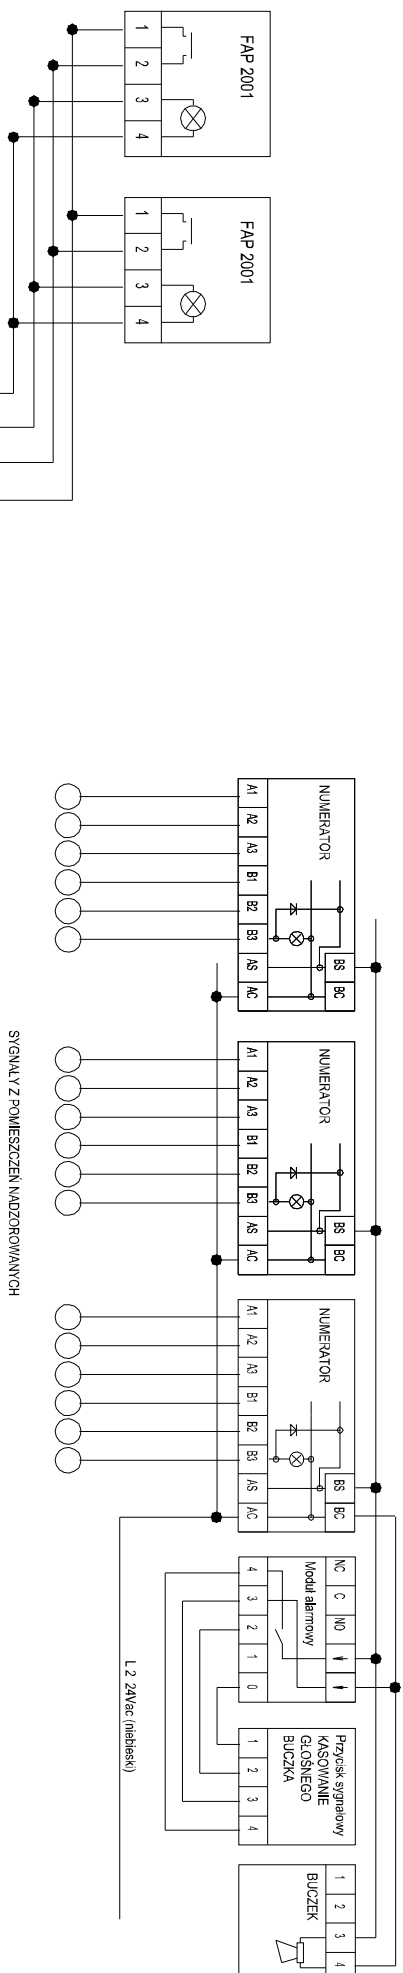 FAP 2001
1
2
3
4
FAP 2001
1
2
3
4
NUMERATOR
A1
A2
A3
B1
B2
B3
AS
AC
BS
BC
NUMERATOR
A1
A2
A3
B1
B2
B3
AS
AC
BS
BC
NUMERATOR
A1
A2
A3
B1
B2
B3
AS
AC
BS
BC
SYGNAŁY Z POMIESZCZEŃ NADZOROWANYCH
NC
C
NO
Moduł alarmowy
4
3
2
1
0
L 2 24Vac (niebieski)
Przycisk sygnałowy
KASOWANIE
GŁOŚNEGO
BUCZKA
1
2
3
4
1
2
3
4
BUCZEK